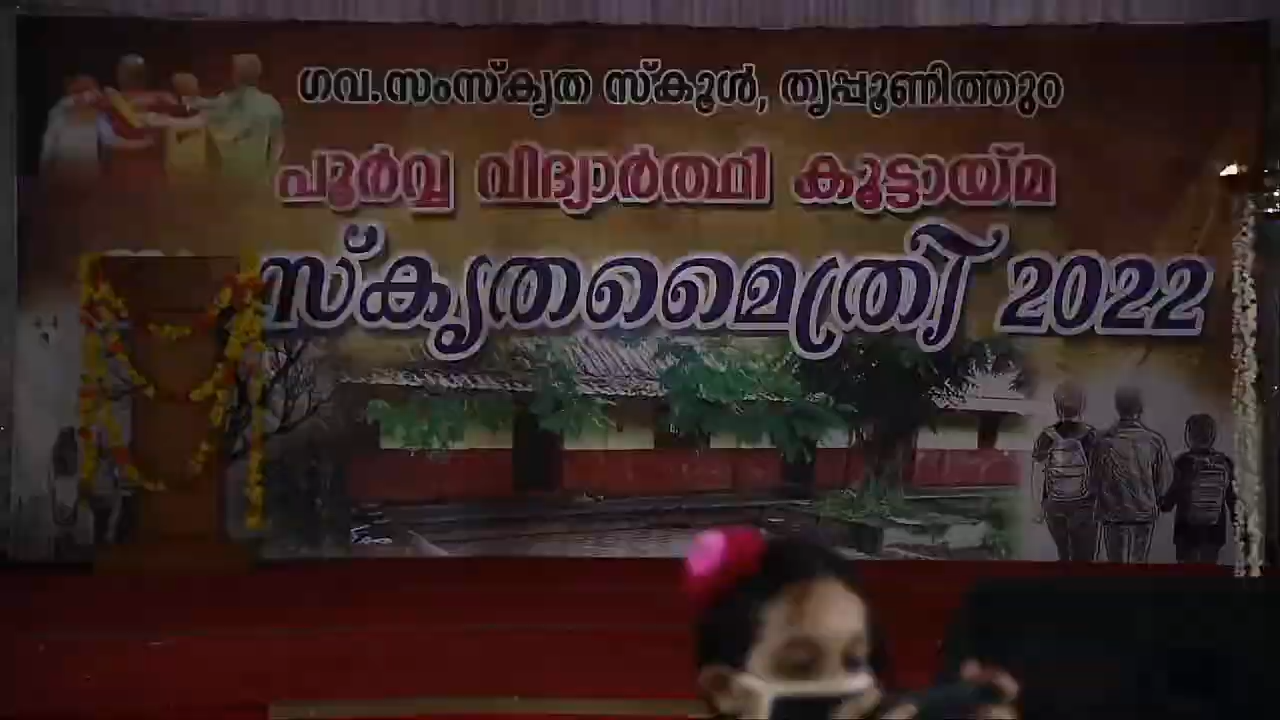 ഗവ.സംസ്കൃത സ്കൂൾ, തൃപ്പൂണിത്തുറ
പൂർവ്വ വിദ്യാർത്ഥി കൂട്ടായ്മ
സ്കൃതമൈത്രി 2022